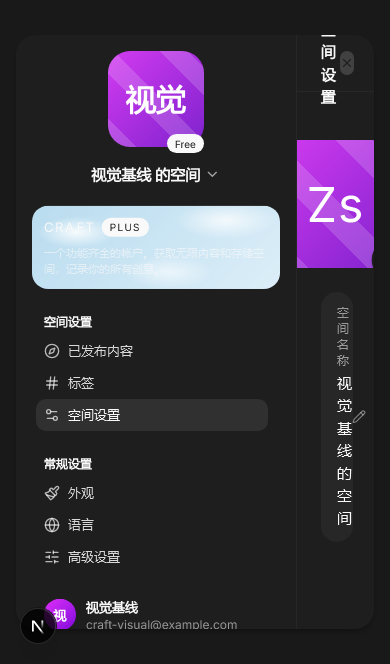 视觉
Free
视觉基线 的空间
CRAFT PLUS
一个功能齐全的帐户，获取无限内容和存储空
间，记录你的所有创意。
空间设置
已发布内容
标签
空间设置
常规设置
外观
语言
高级设置
视 视觉基线
craft-visual@example.com
N
空
间
设
置
Zs
空
间
名
称
视
觉
基
线
的
空
间